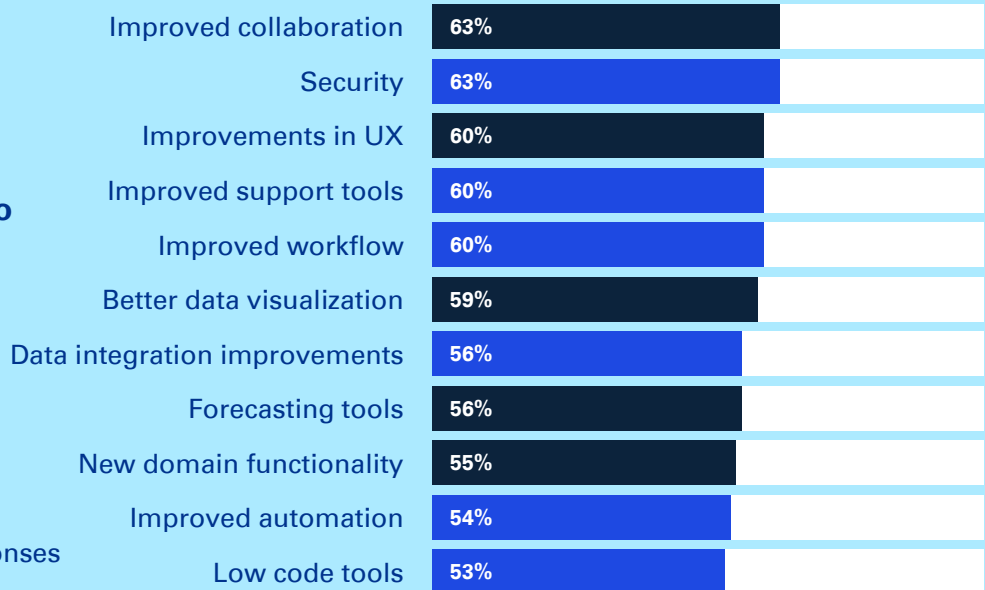 Improved collaboration 63%
Security 63%
Improvements in UX 60%
Improved support tools 60%
o
Improved workflow 60%
Better data visualization 59%
Data integration improvements 56%
Forecasting tools 56%
New domain functionality 55%
Improved automation 54%
onses
Low code tools 53%